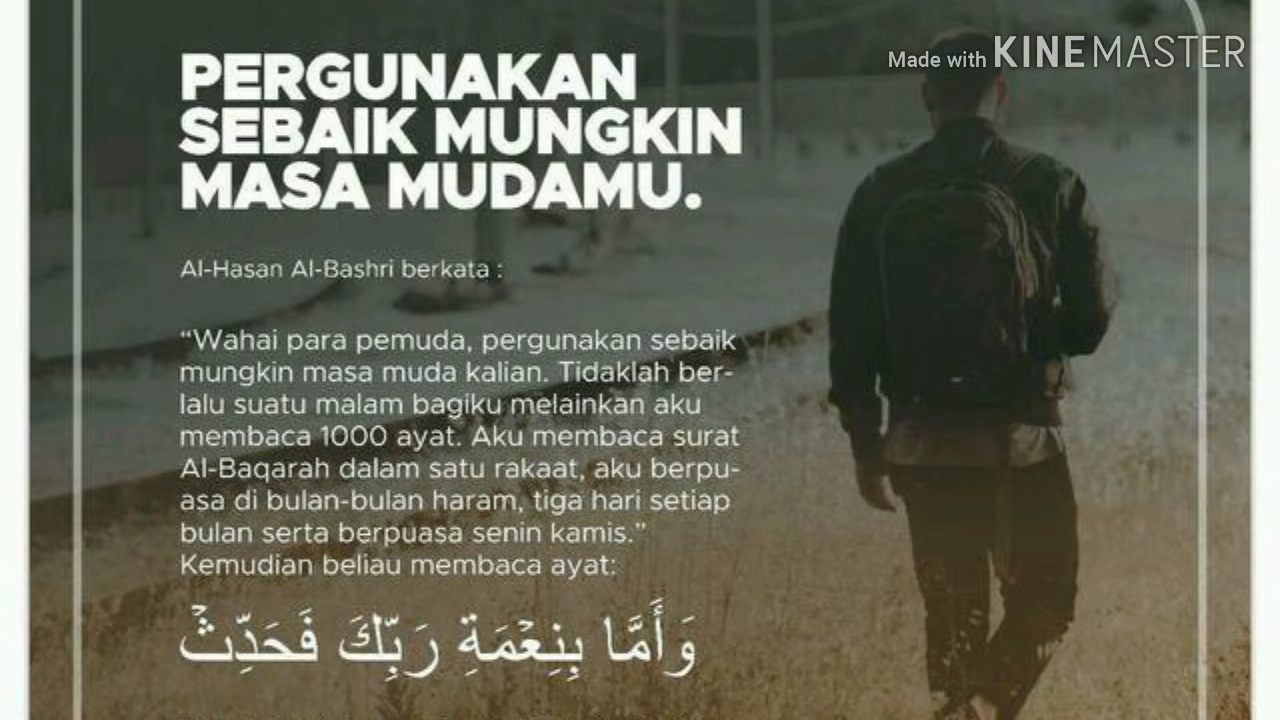 Made with KINEMASTER
PERGUNAKAN
SEBAIK MUNGKIN
MASA MUDAMU.
Al-Hasan Al-Bashri berkata :
“Wahai para pemuda, pergunakan sebaik
mungkin masa muda kalian. Tidaklah ber-
lalu suatu malam bagiku melainkan aku
membaca 1000 ayat. Aku membaca surat
Al-Baqarah dalam satu rakaat, aku berpu-
asa di bulan-bulan haram, tiga hari setiap
bulan serta berpuasa senin kamis.”
Kemudian beliau membaca ayat:
وَأَمَّا بِنِعْمَةِ رَبِّكَ فَحَدِّثْ